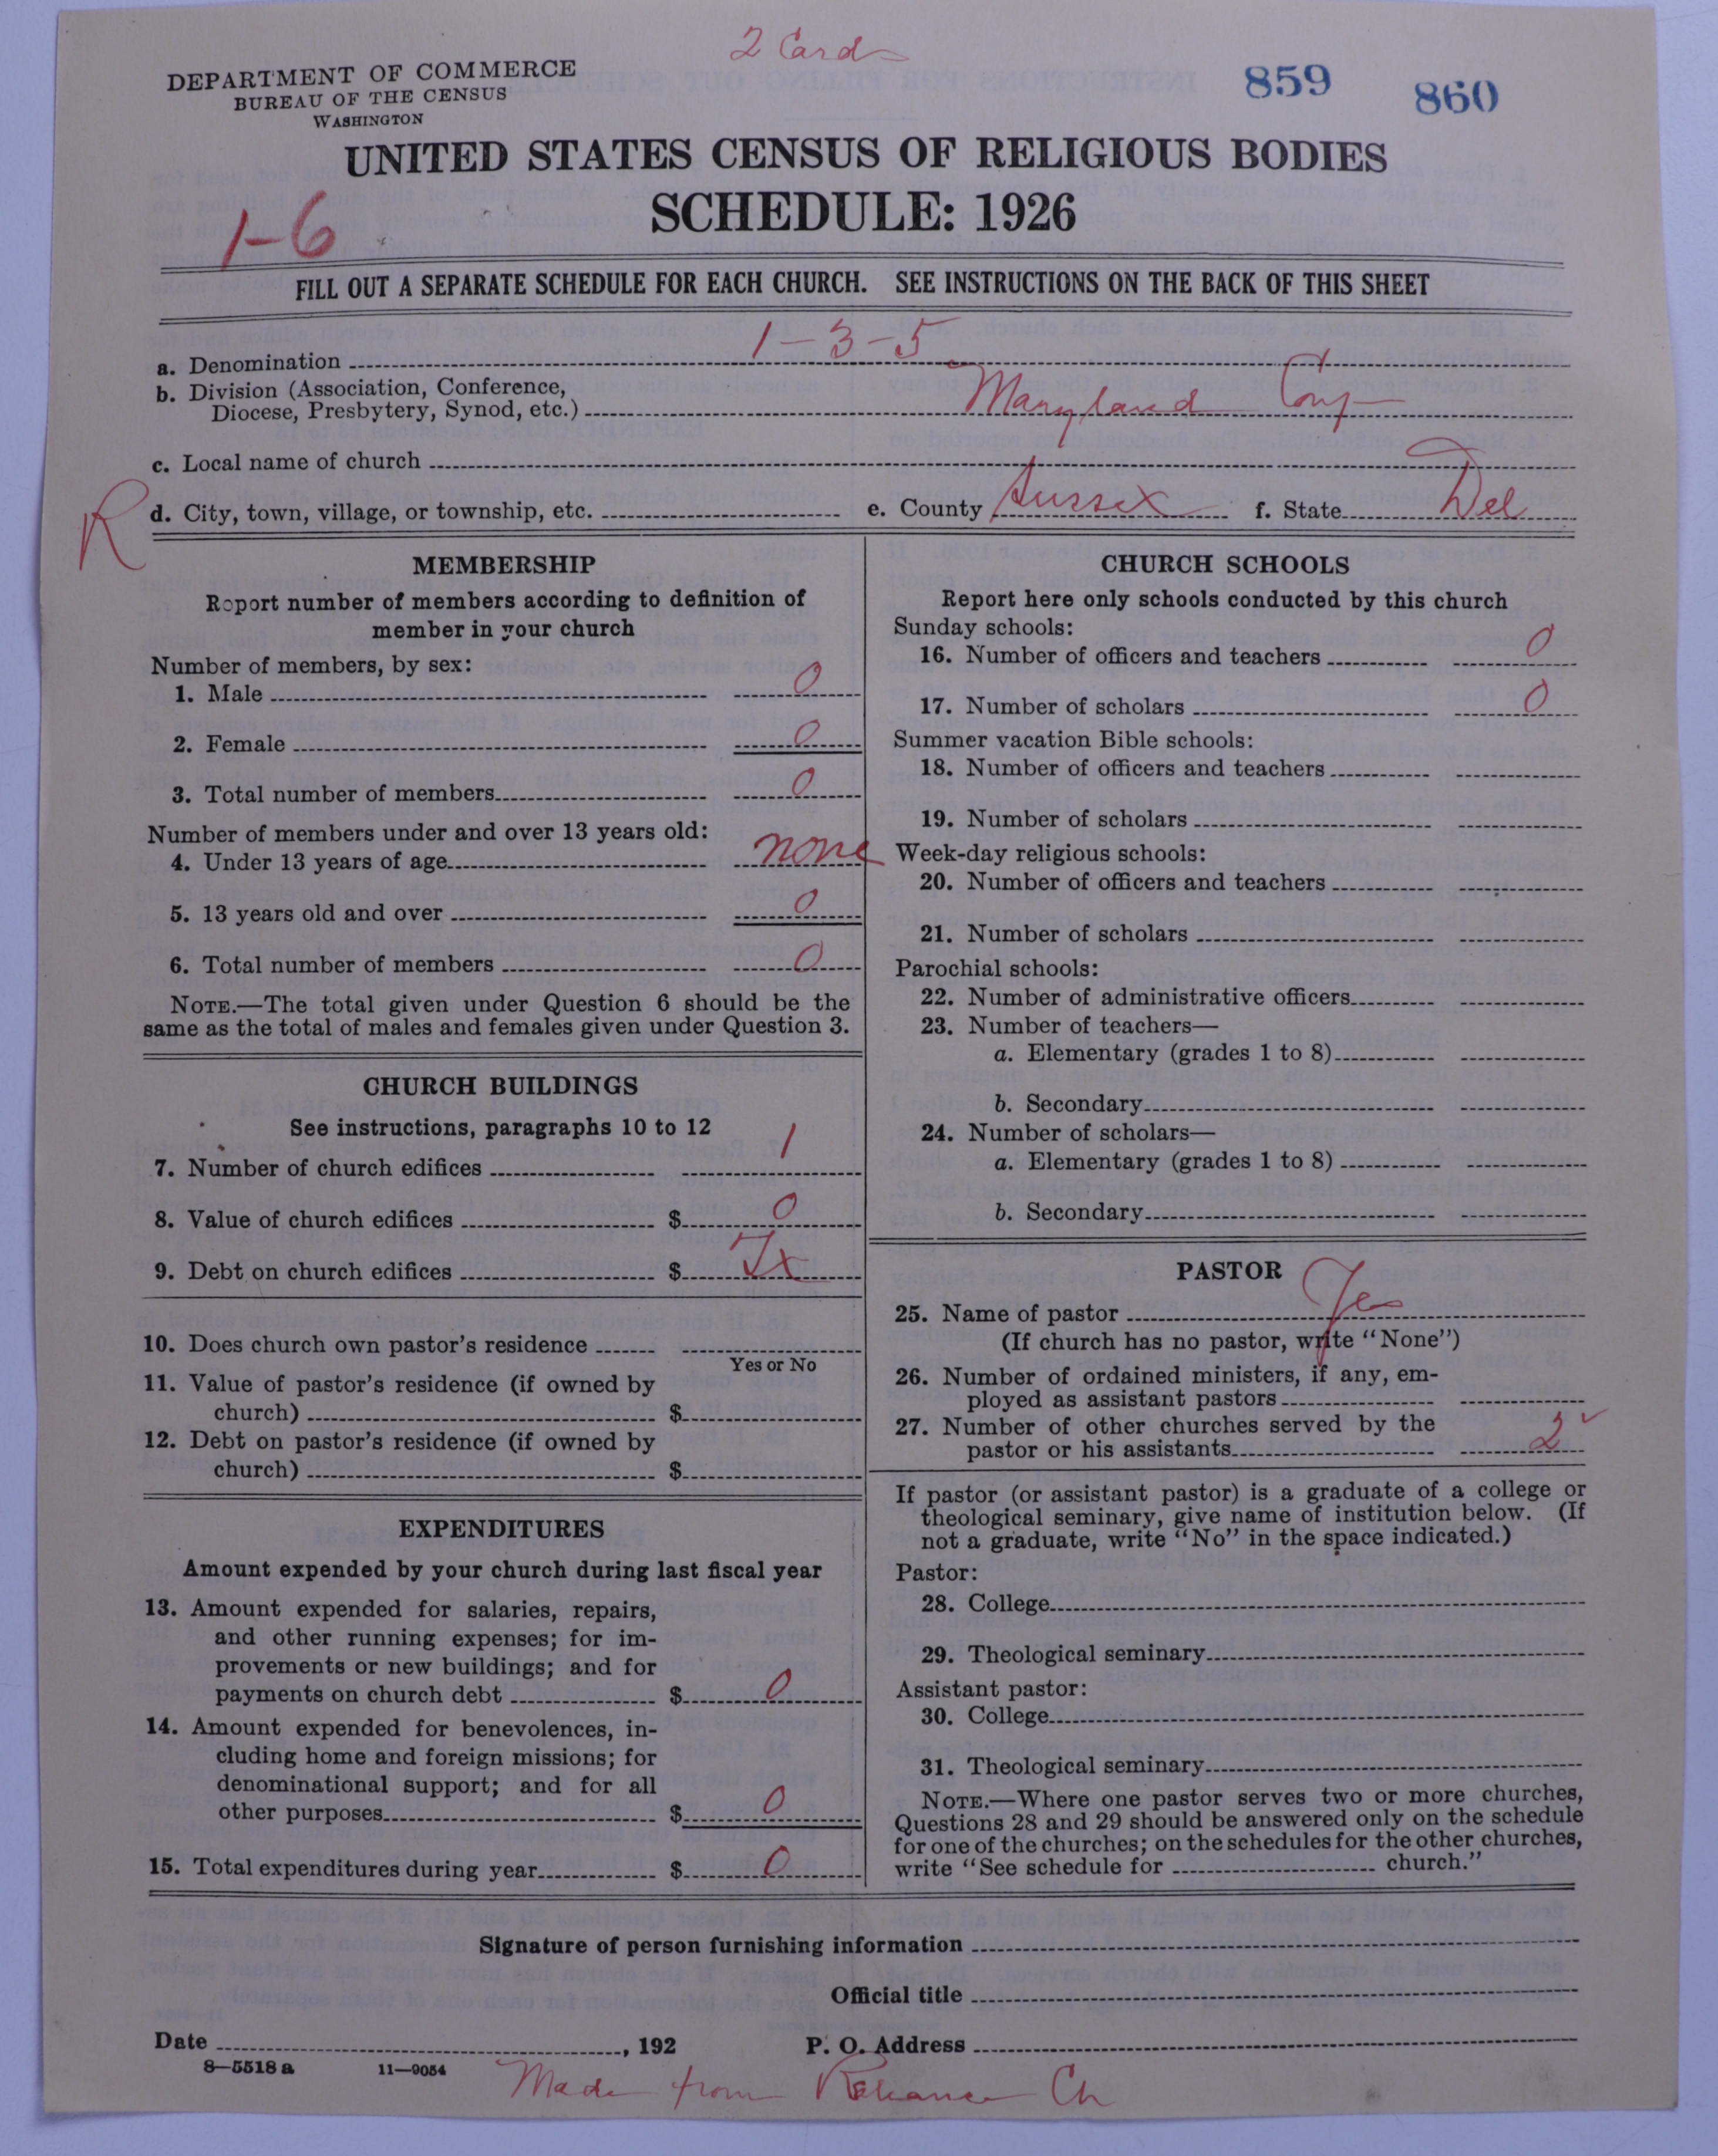 2 Cards
DEPARTMENT OF COMMERCE
BUREAU OF THE CENSUS
WASHINGTON
859 860
UNITED STATES CENSUS OF RELIGIOUS BODIES
SCHEDULE: 1926
1-6
FILL OUT A SEPARATE SCHEDULE FOR EACH CHURCH. SEE INSTRUCTIONS ON THE BACK OF THIS SHEET
a. Denomination 1-3-5
b. Division (Association, Conference,
Diocese, Presbytery, Synod, etc.) Maryland Conf
c. Local name of church
R
d. City, town, village, or township, etc. e. County Sussex f. State Del
MEMBERSHIP
Report number of members according to definition of
member in your church
Number of members, by sex:
1. Male 0
2. Female 0
3. Total number of members 0
Number of members under and over 13 years old:
4. Under 13 years of age none
5. 13 years old and over 0
6. Total number of members 0
NOTE.—The total given under Question 6 should be the
same as the total of males and females given under Question 3.
CHURCH BUILDINGS
See instructions, paragraphs 10 to 12
7. Number of church edifices 1
8. Value of church edifices $ 0
9. Debt on church edifices $
10. Does church own pastor's residence
Yes or No
11. Value of pastor's residence (if owned by
church) $
12. Debt on pastor's residence (if owned by
church) $
EXPENDITURES
Amount expended by your church during last fiscal year
13. Amount expended for salaries, repairs,
and other running expenses; for im-
provements or new buildings; and for
payments on church debt $ 0
14. Amount expended for benevolences, in-
cluding home and foreign missions; for
denominational support; and for all
other purposes $ 0
15. Total expenditures during year $ 0
CHURCH SCHOOLS
Report here only schools conducted by this church
Sunday schools:
16. Number of officers and teachers 0
17. Number of scholars 0
Summer vacation Bible schools:
18. Number of officers and teachers
19. Number of scholars
Week-day religious schools:
20. Number of officers and teachers
21. Number of scholars
Parochial schools:
22. Number of administrative officers
23. Number of teachers—
a. Elementary (grades 1 to 8)
b. Secondary
24. Number of scholars—
a. Elementary (grades 1 to 8)
b. Secondary
PASTOR
25. Name of pastor Yes
(If church has no pastor, write "None")
26. Number of ordained ministers, if any, em-
ployed as assistant pastors
27. Number of other churches served by the
pastor or his assistants 2 ✓
If pastor (or assistant pastor) is a graduate of a college or
theological seminary, give name of institution below. (If
not a graduate, write "No" in the space indicated.)
Pastor:
28. College
29. Theological seminary
Assistant pastor:
30. College
31. Theological seminary
NOTE.—Where one pastor serves two or more churches,
Questions 28 and 29 should be answered only on the schedule
for one of the churches; on the schedules for the other churches,
write "See schedule for church."
Signature of person furnishing information
Official title
Date , 192 P. O. Address
8—5518 a 11—9054
Made from Reliance Ch